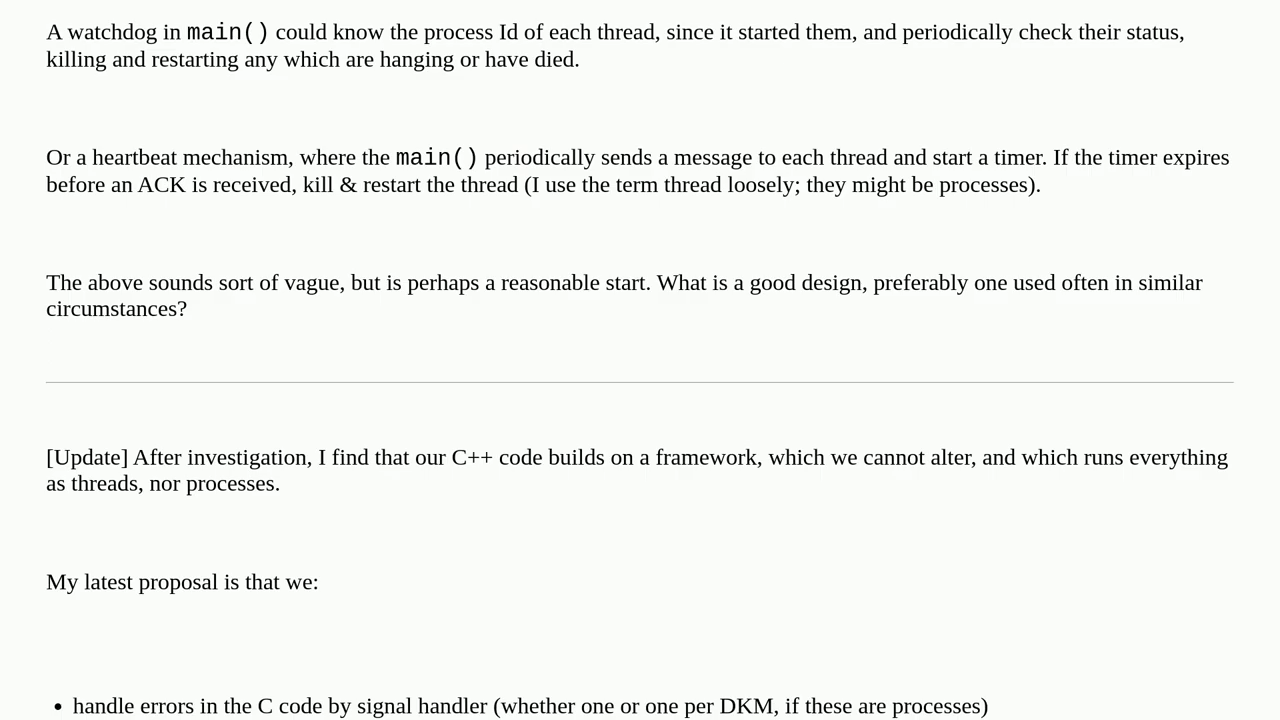 A watchdog in main() could know the process Id of each thread, since it started them, and periodically check their status,
killing and restarting any which are hanging or have died.
Or a heartbeat mechanism, where the main() periodically sends a message to each thread and start a timer. If the timer expires
before an ACK is received, kill & restart the thread (I use the term thread loosely; they might be processes).
The above sounds sort of vague, but is perhaps a reasonable start. What is a good design, preferably one used often in similar
circumstances?
[Update] After investigation, I find that our C++ code builds on a framework, which we cannot alter, and which runs everything
as threads, nor processes.
My latest proposal is that we:
• handle errors in the C code by signal handler (whether one or one per DKM, if these are processes)